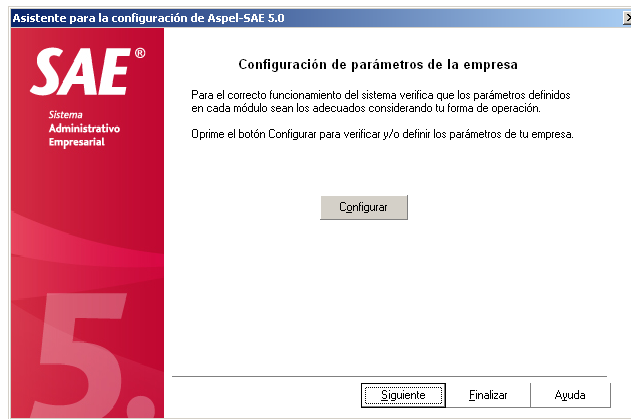 Asistente para la configuración de Aspel-SAE 5.0
SAE®
Sistema
Administrativo
Empresarial
5.
Configuración de parámetros de la empresa
Para el correcto funcionamiento del sistema verifica que los parámetros definidos
en cada módulo sean los adecuados considerando tu forma de operación.
Oprime el botón Configurar para verificar y/o definir los parámetros de tu empresa.
Configurar
Siguiente
Finalizar
Ayuda